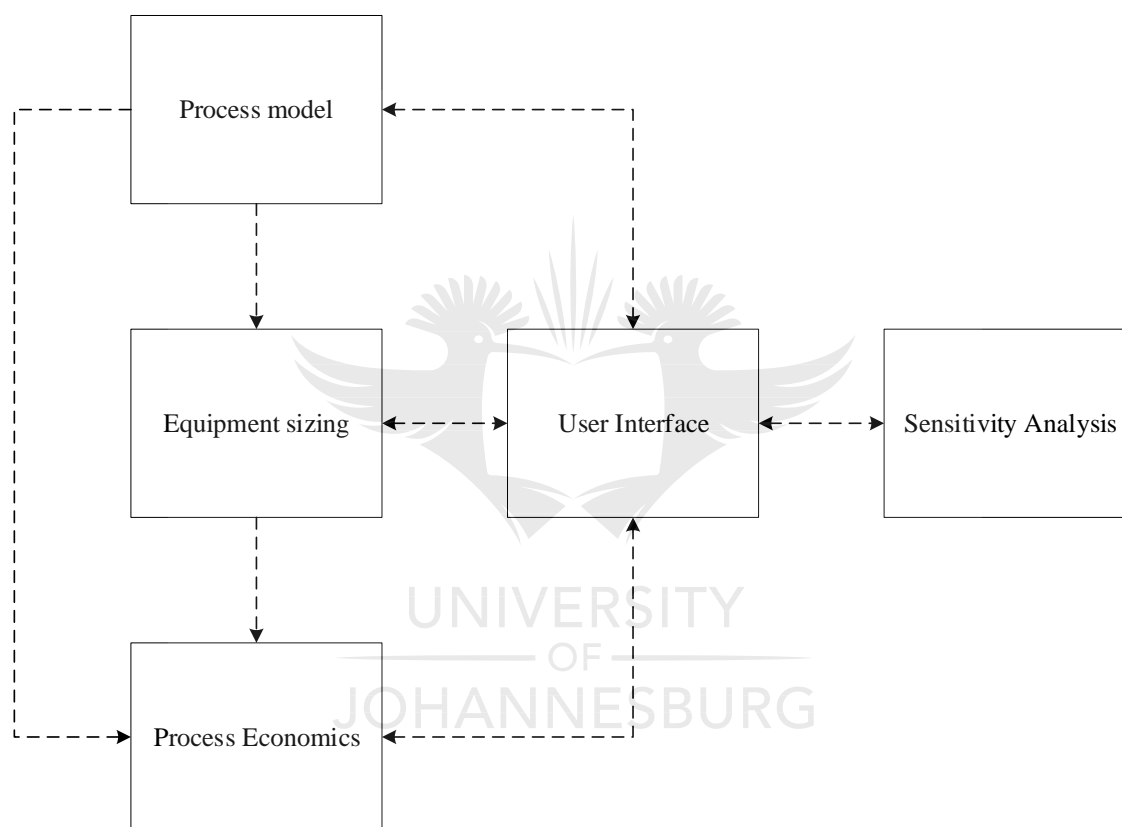 Process model
Equipment sizing
User Interface
Sensitivity Analysis
UNIVERSITY
OF
JOHANNESBURG
Process Economics